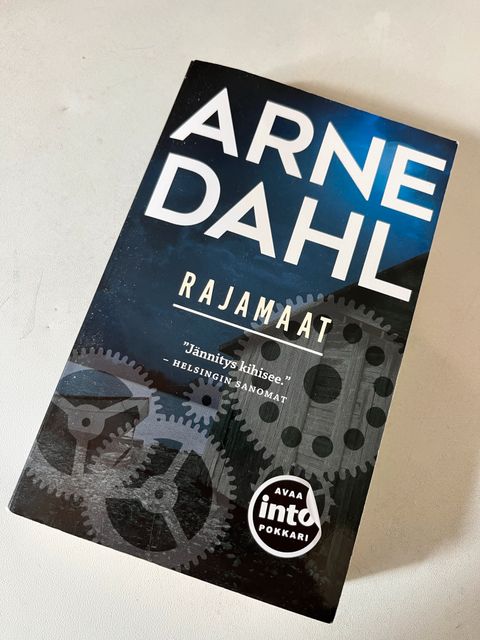 ARNE
DAHL
RAJAMAAT
"Jännitys kihisee."
– HELSINGIN SANOMAT
AVAA
into
POKKARI